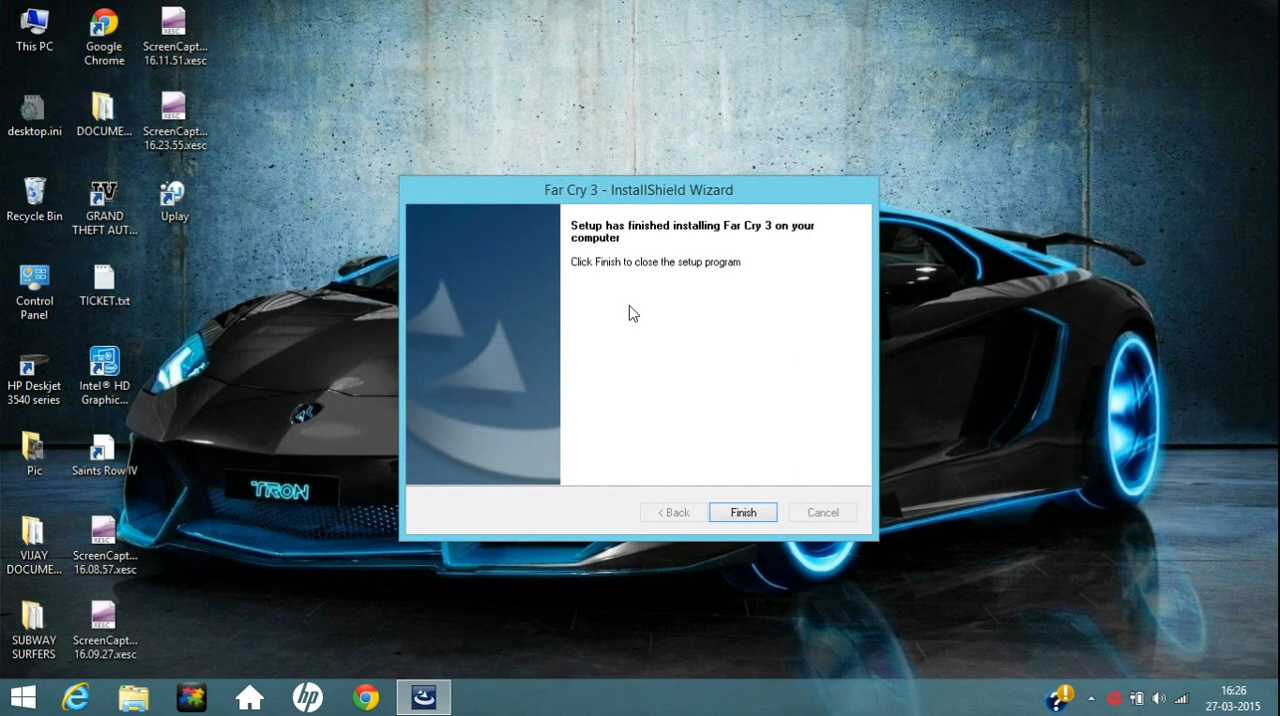 This PC
Google
Chrome
ScreenCapt...
16.11.51.xesc
desktop.ini
DOCUME...
ScreenCapt...
16.23.55.xesc
Recycle Bin
GRAND
THEFT AUT...
Uplay
Control
Panel
TICKET.txt
HP Deskjet
3540 series
Intel® HD
Graphic...
Pic
Saints Row IV
VIJAY
DOCUME...
ScreenCapt...
16.08.57.xesc
SUBWAY
SURFERS
ScreenCapt...
16.09.27.xesc
TRON
Far Cry 3 - InstallShield Wizard
Setup has finished installing Far Cry 3 on your
computer
Click Finish to close the setup program
< Back
Finish
Cancel
hp
16:26
27-03-2015